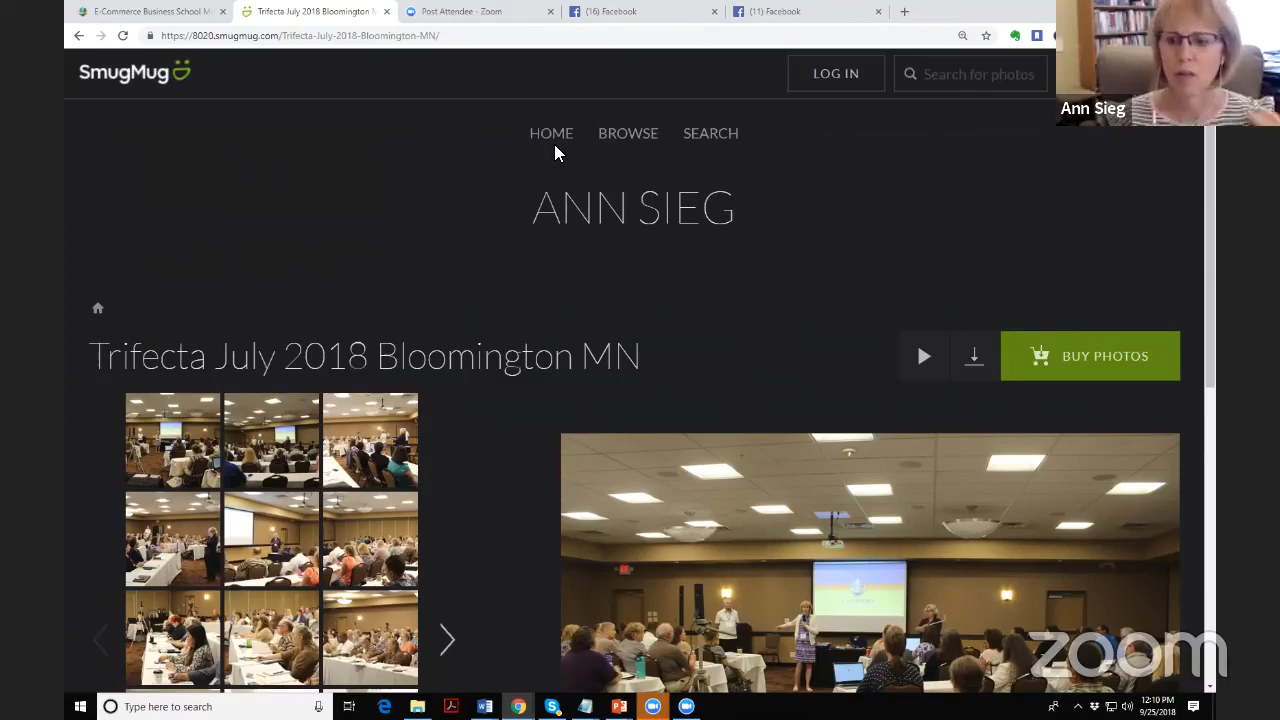 E-Commerce Business School M
Trifecta July 2018 Bloomington M
Post Attendee - Zoom
(16) Facebook
(11) Facebook
https://8020.smugmug.com/Trifecta-July-2018-Bloomington-MN/
SmugMug
LOG IN
Search for photos
Ann Sieg
HOME
BROWSE
SEARCH
ANN SIEG
Trifecta July 2018 Bloomington MN
BUY PHOTOS
zoom
Type here to search
12:10 PM
9/25/2018